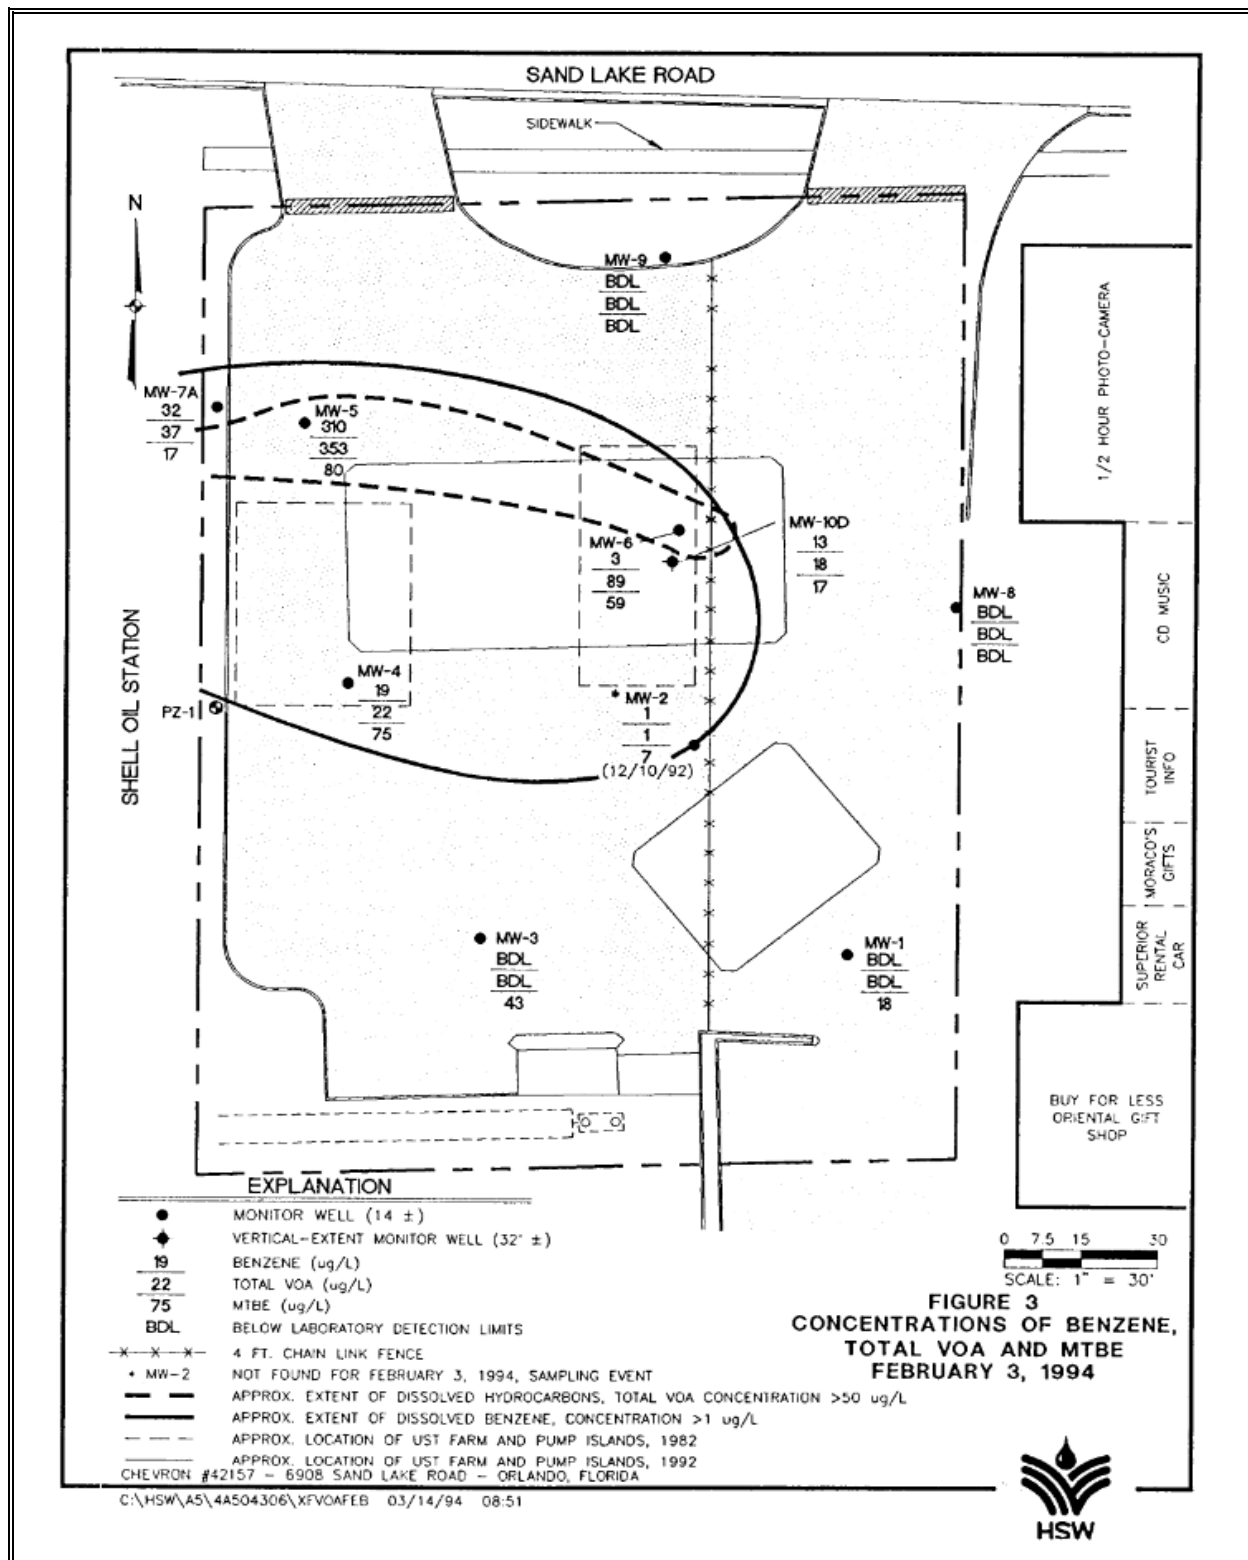 SAND LAKE ROAD
SIDEWALK
N
MW-9
BDL
BDL
BDL
1/2 HOUR PHOTO-CAMERA
MW-7A
32
37
17
MW-5
310
353
80
MW-10D
13
18
17
MW-6
3
89
59
MW-8
BDL
BDL
BDL
CD MUSIC
SHELL OIL STATION
MW-4
19
22
75
PZ-1
* MW-2
1
1
7
(12/10/92)
TOURIST
INFO
MORACO'S
GIFTS
SUPERIOR
RENTAL
CAR
MW-3
BDL
BDL
43
MW-1
BDL
BDL
18
BUY FOR LESS
ORIENTAL GIFT
SHOP
EXPLANATION
MONITOR WELL (14 ±)
VERTICAL-EXTENT MONITOR WELL (32' ±)
19 BENZENE (ug/L)
22 TOTAL VOA (ug/L)
75 MTBE (ug/L)
BDL BELOW LABORATORY DETECTION LIMITS
-X-X-X- 4 FT. CHAIN LINK FENCE
* MW-2 NOT FOUND FOR FEBRUARY 3, 1994, SAMPLING EVENT
APPROX. EXTENT OF DISSOLVED HYDROCARBONS, TOTAL VOA CONCENTRATION >50 ug/L
APPROX. EXTENT OF DISSOLVED BENZENE, CONCENTRATION >1 ug/L
APPROX. LOCATION OF UST FARM AND PUMP ISLANDS, 1982
APPROX. LOCATION OF UST FARM AND PUMP ISLANDS, 1992
CHEVRON #42157 - 6908 SAND LAKE ROAD - ORLANDO, FLORIDA
0 7.5 15 30
SCALE: 1" = 30'
FIGURE 3
CONCENTRATIONS OF BENZENE,
TOTAL VOA AND MTBE
FEBRUARY 3, 1994
C:\HSW\A5\4A504306\XFVOAFEB 03/14/94 08:51
HSW